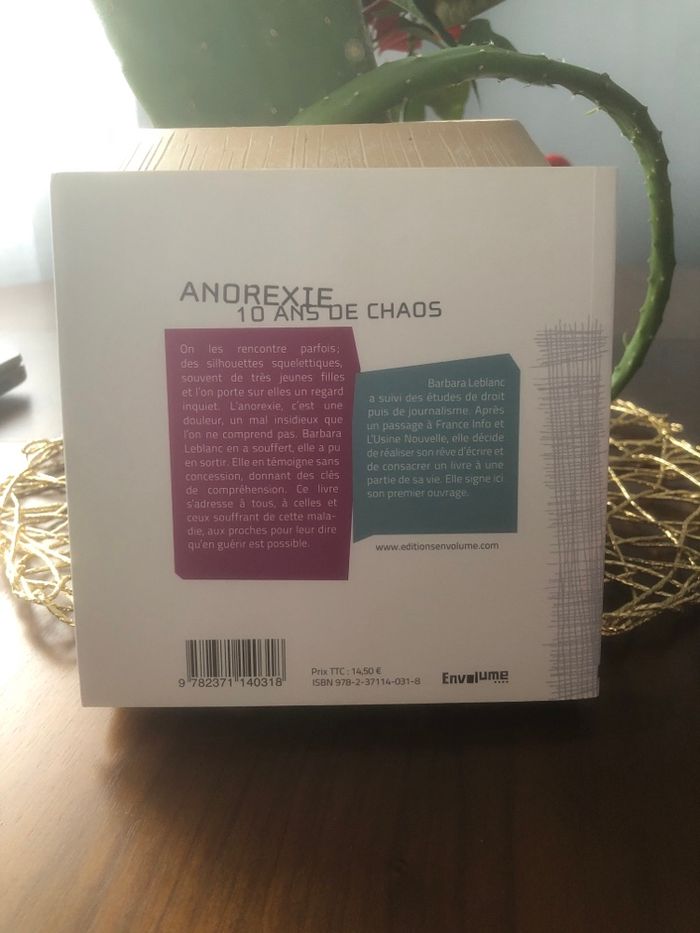 ANOREXIE
10 ANS DE CHAOS
On les rencontre parfois;
des silhouettes squelettiques,
souvent de très jeunes filles
et l'on porte sur elles un regard
inquiet. L'anorexie, c'est une
douleur, un mal insidieux que
l'on ne comprend pas. Barbara
Leblanc en a souffert, elle a pu
en sortir. Elle en témoigne sans
concession, donnant des clés
de compréhension. Ce livre
s'adresse à tous, à celles et
ceux souffrant de cette mala-
die, aux proches pour leur dire
qu'en guérir est possible.
Barbara Leblanc
a suivi des études de droit
puis de journalisme. Après
un passage à France Info et
L'Usine Nouvelle, elle décide
de réaliser son rêve d'écrire et
de consacrer un livre à une
partie de sa vie. Elle signe ici
son premier ouvrage.
www.editionsenvolume.com
9 782371 140318
Prix TTC : 14,50 €
ISBN 978-2-37114-031-8
Envolume